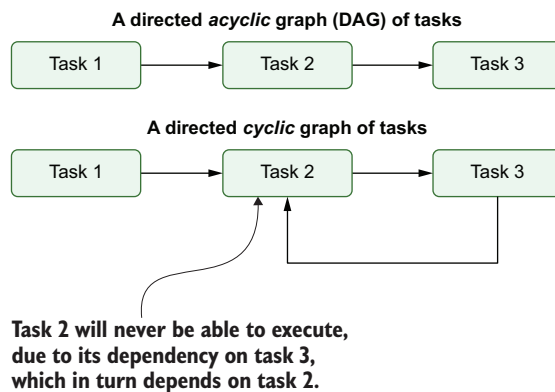 A directed acyclic graph (DAG) of tasks
Task 1
Task 2
Task 3
A directed cyclic graph of tasks
Task 1
Task 2
Task 3
Task 2 will never be able to execute,
due to its dependency on task 3,
which in turn depends on task 2.